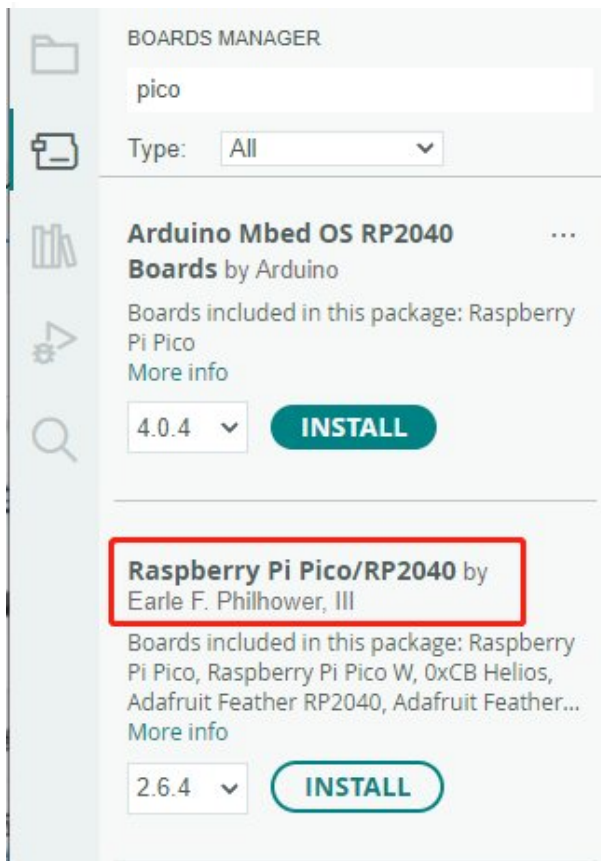 BOARDS MANAGER
pico
Type: All
Arduino Mbed OS RP2040
Boards by Arduino
Boards included in this package: Raspberry
Pi Pico
More info
4.0.4 INSTALL
Raspberry Pi Pico/RP2040 by
Earle F. Philhower, III
Boards included in this package: Raspberry
Pi Pico, Raspberry Pi Pico W, 0xCB Helios,
Adafruit Feather RP2040, Adafruit Feather...
More info
2.6.4 INSTALL